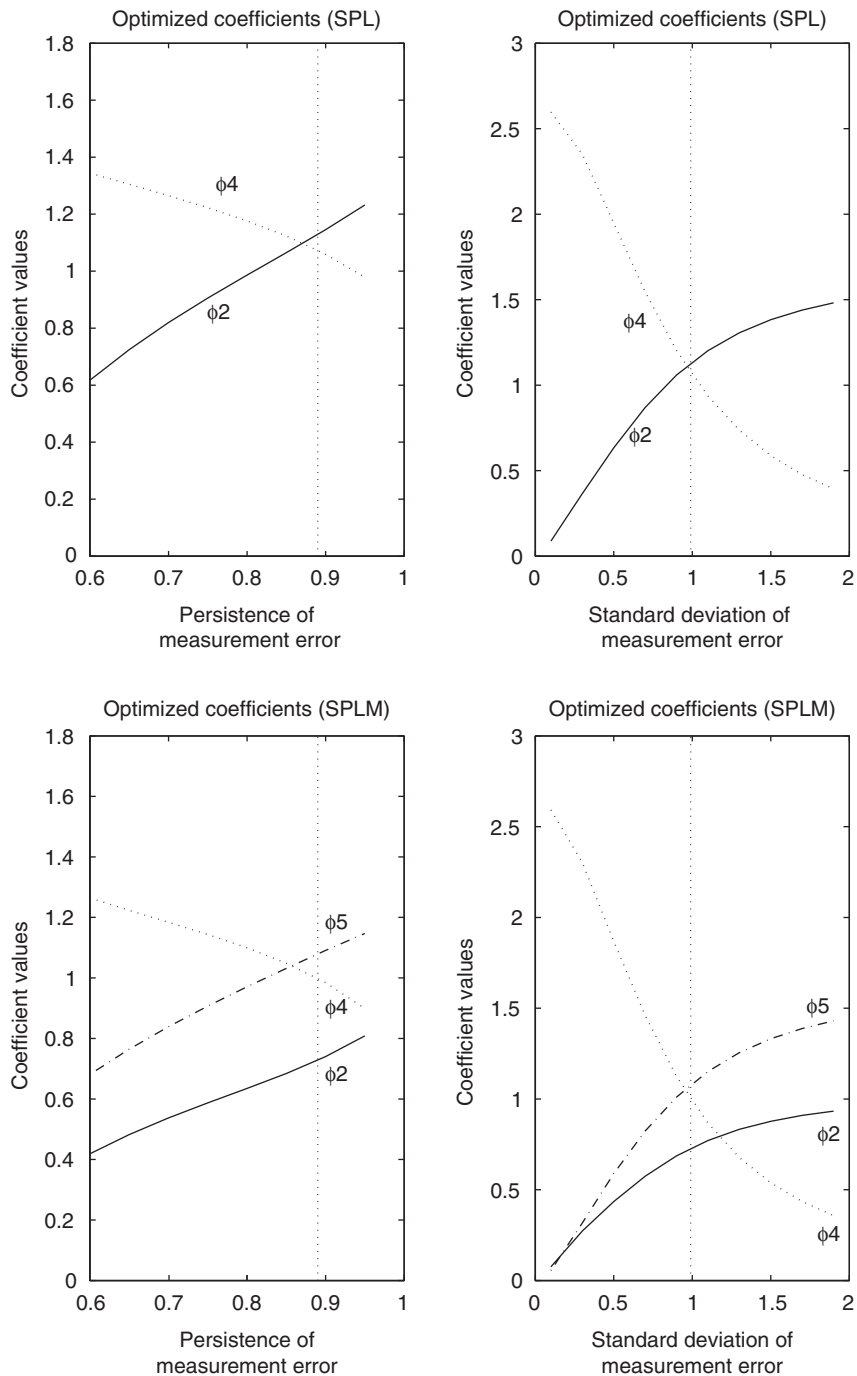 Optimized coefficients (SPL)
1.8
1.6
1.4
1.2
1
0.8
0.6
0.4
0.2
0
Coefficient values
ϕ4
ϕ2
0.6 0.7 0.8 0.9 1
Persistence of
measurement error
Optimized coefficients (SPL)
3
2.5
2
1.5
1
0.5
0
Coefficient values
ϕ4
ϕ2
0 0.5 1 1.5 2
Standard deviation of
measurement error
Optimized coefficients (SPLM)
1.8
1.6
1.4
1.2
1
0.8
0.6
0.4
0.2
0
Coefficient values
ϕ5
ϕ4
ϕ2
0.6 0.7 0.8 0.9 1
Persistence of
measurement error
Optimized coefficients (SPLM)
3
2.5
2
1.5
1
0.5
0
Coefficient values
ϕ5
ϕ2
ϕ4
0 0.5 1 1.5 2
Standard deviation of
measurement error